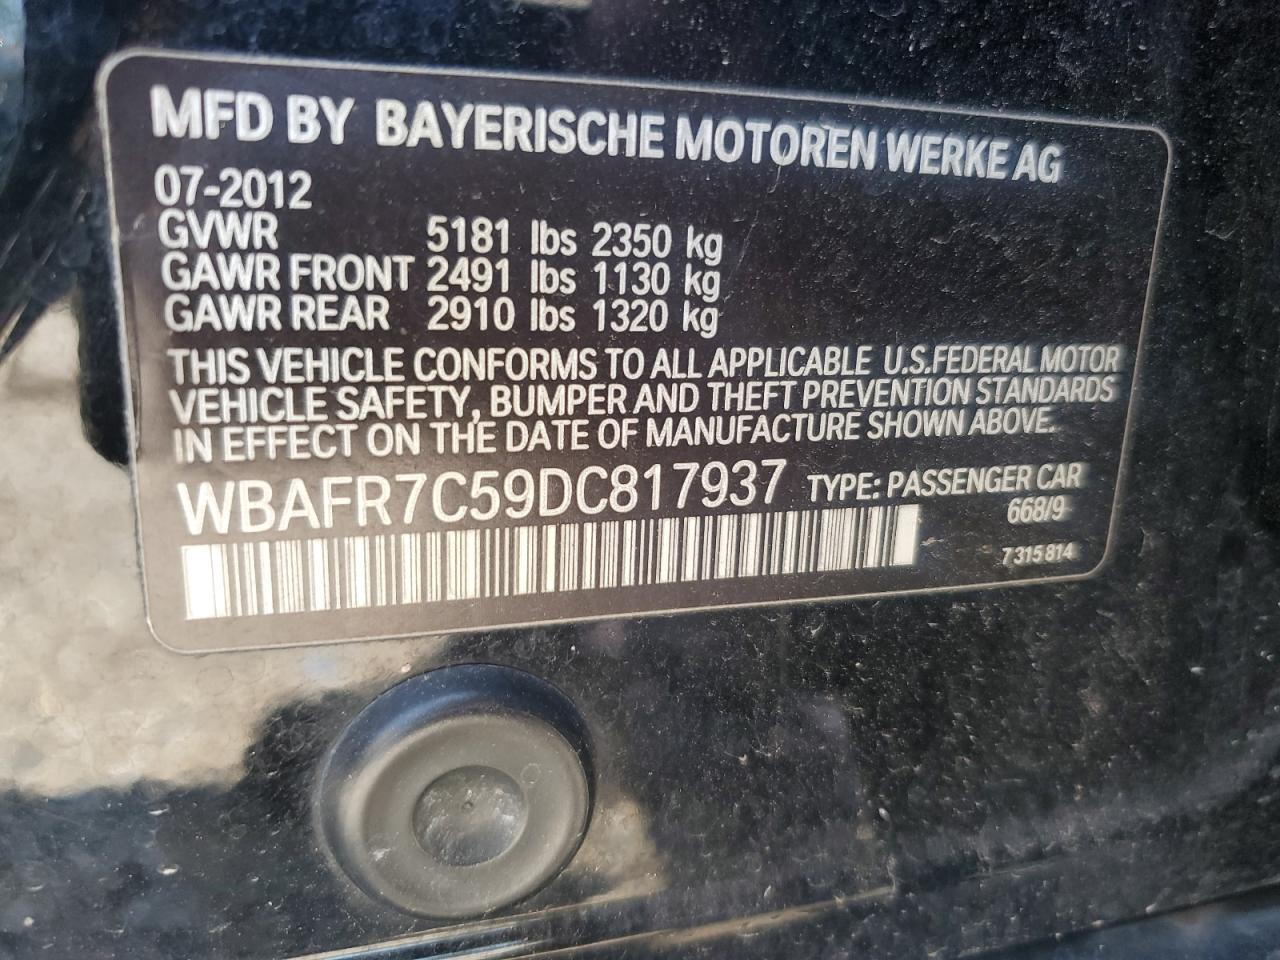 MFD BY BAYERISCHE MOTOREN WERKE AG
07-2012
GVWR 5181 lbs 2350 kg
GAWR FRONT 2491 lbs 1130 kg
GAWR REAR 2910 lbs 1320 kg
THIS VEHICLE CONFORMS TO ALL APPLICABLE U.S.FEDERAL MOTOR
VEHICLE SAFETY, BUMPER AND THEFT PREVENTION STANDARDS
IN EFFECT ON THE DATE OF MANUFACTURE SHOWN ABOVE.
WBAFR7C59DC817937 TYPE: PASSENGER CAR
668/9
7 315 814